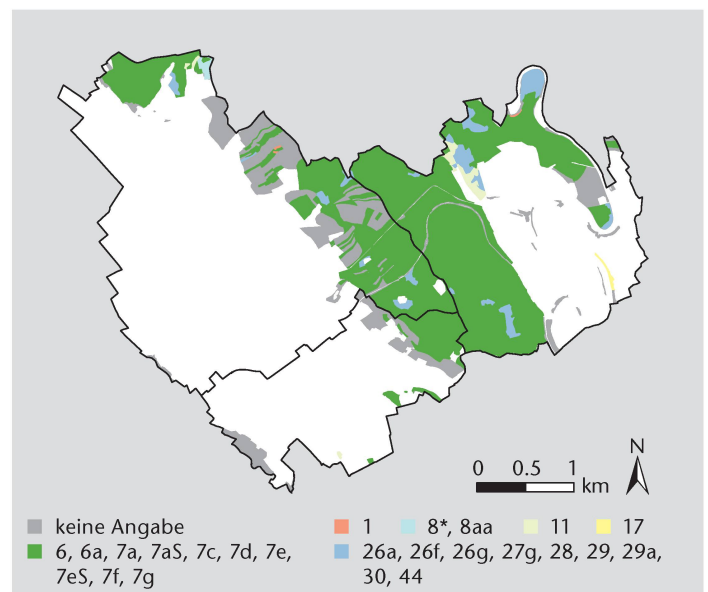 N
0 0.5 1
km
keine Angabe
1
8*, 8aa
11
17
6, 6a, 7a, 7aS, 7c, 7d, 7e,
7eS, 7f, 7g
26a, 26f, 26g, 27g, 28, 29, 29a,
30, 44